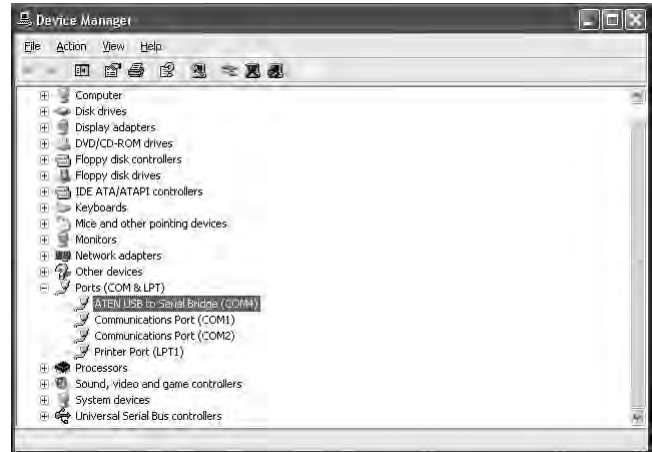 Device Manager
File Action View Help
Computer
Disk drives
Display adapters
DVD/CD-ROM drives
Floppy disk controllers
Floppy disk drives
IDE ATA/ATAPI controllers
Keyboards
Mice and other pointing devices
Monitors
Network adapters
Other devices
Ports (COM & LPT)
ATEN USB to Serial Bridge (COM4)
Communications Port (COM1)
Communications Port (COM2)
Printer Port (LPT1)
Processors
Sound, video and game controllers
System devices
Universal Serial Bus controllers